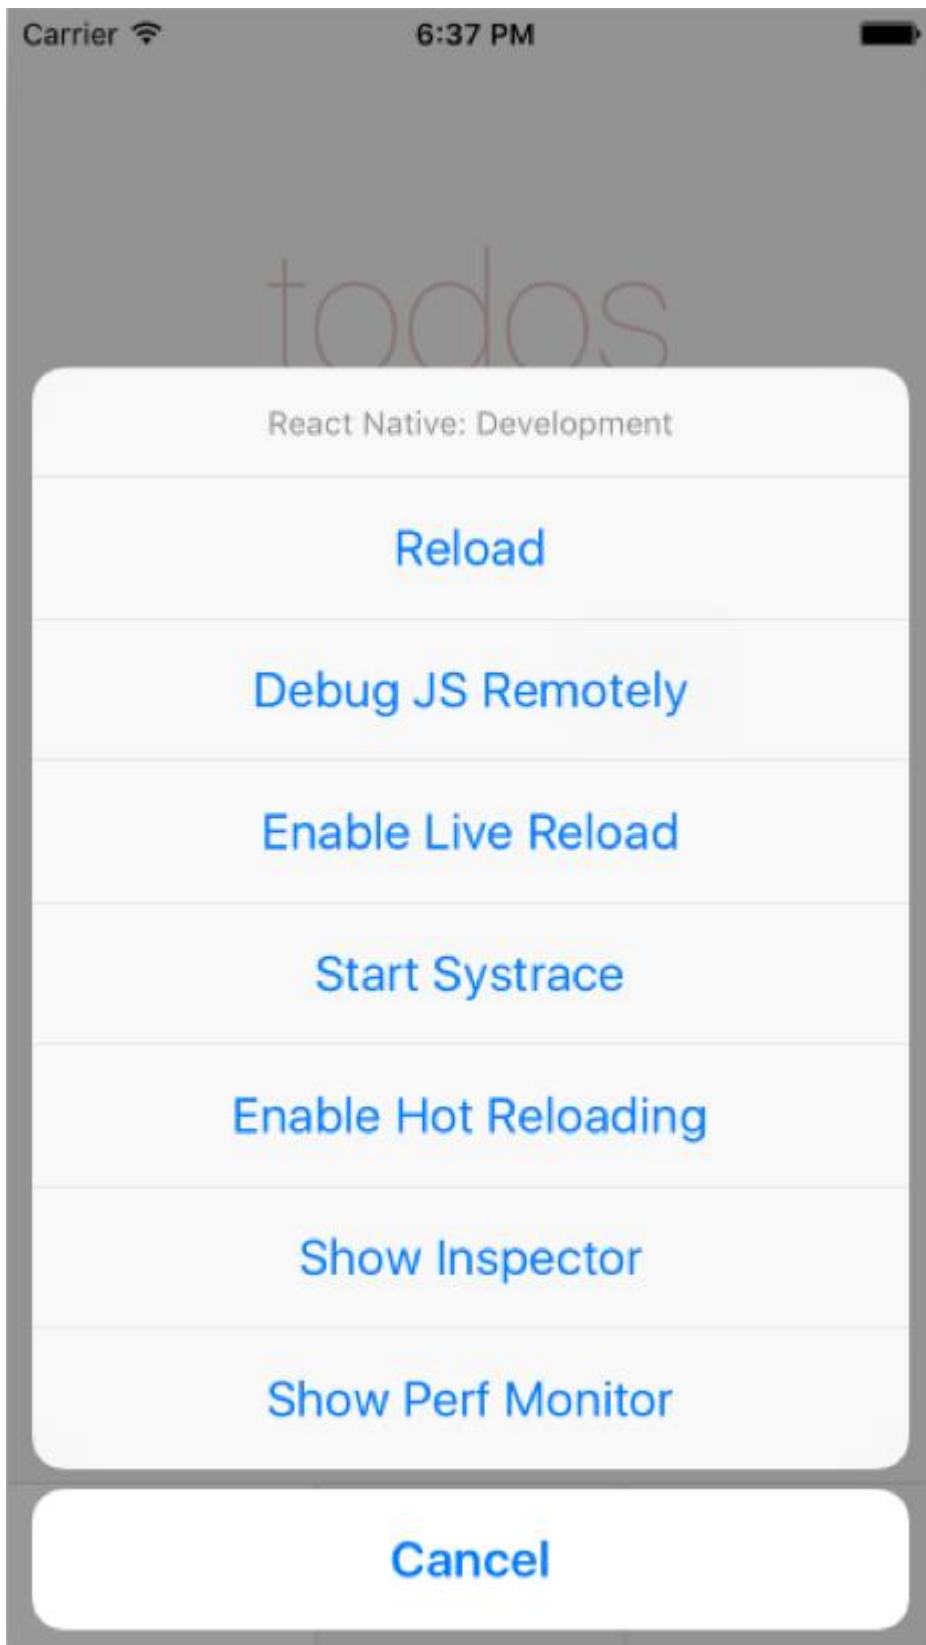 Carrier 6:37 PM
todos
React Native: Development
Reload
Debug JS Remotely
Enable Live Reload
Start Systrace
Enable Hot Reloading
Show Inspector
Show Perf Monitor
Cancel